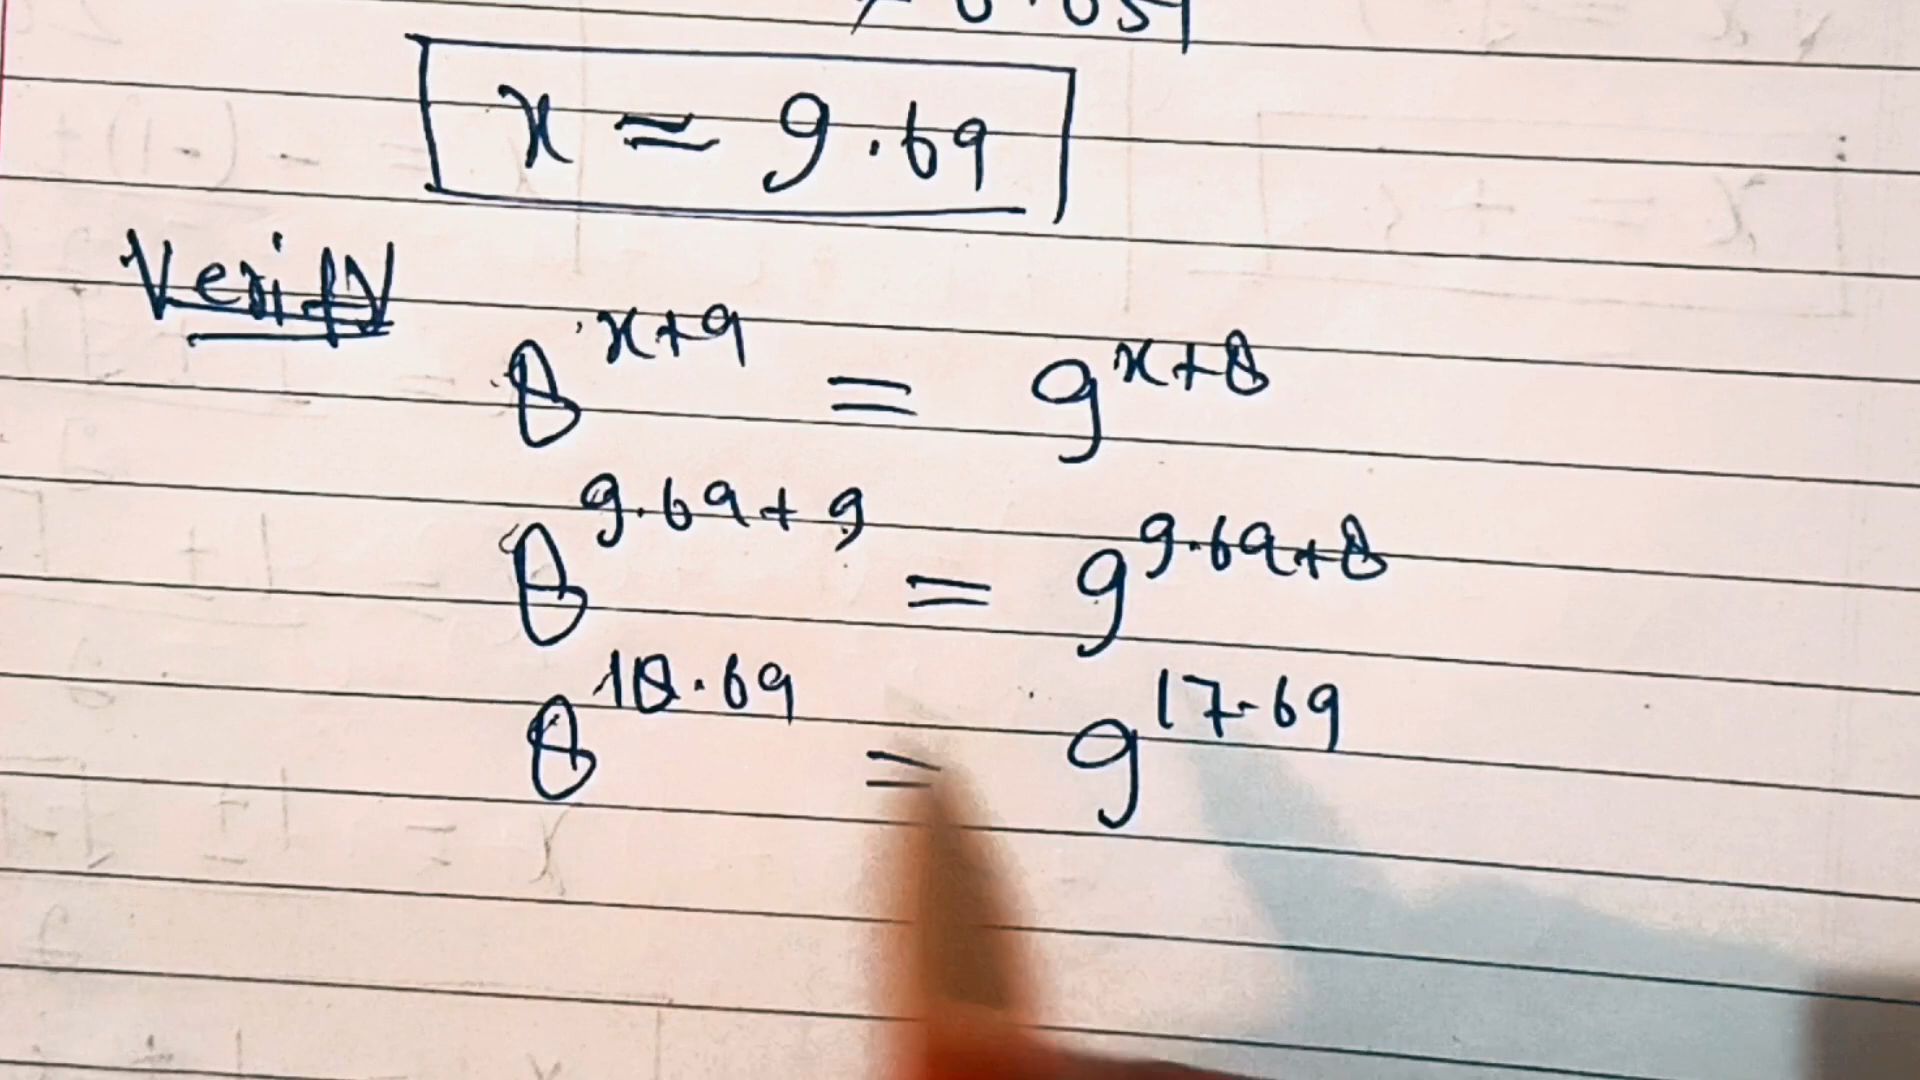 x = 9.69
Verify
8^{x+9} = 9^{x+8}
8^{9.69+9} = 9^{9.69+8}
8^{18.69} = 9^{17.69}